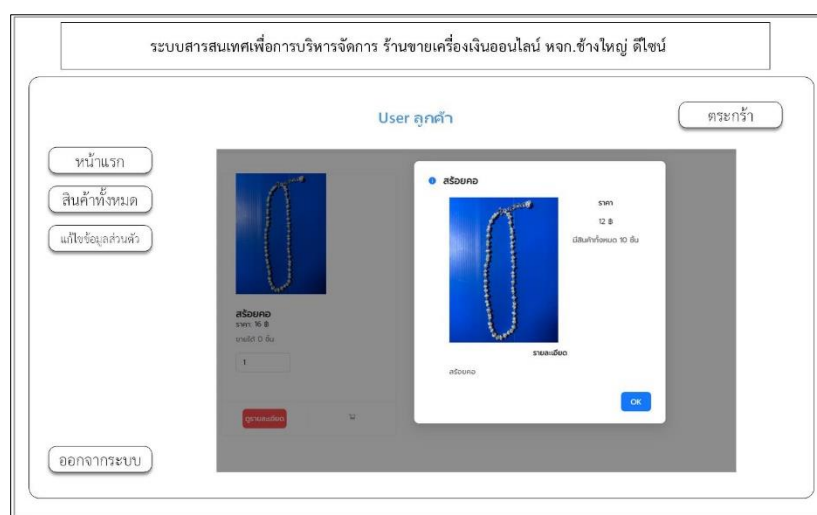 ระบบสารสนเทศเพื่อการบริหารจัดการ ร้านขายเครื่องเงินออนไลน์ หจก.ช้างใหญ่ ดีไซน์
User ลูกค้า
ตระกร้า
หน้าแรก
สินค้าทั้งหมด
แก้ไขข้อมูลส่วนตัว
ออกจากระบบ
สร้อยคอ
ราคา: 16 ฿
ขายได้ 0 ชิ้น
1
ดูรายละเอียด
สร้อยคอ
ราคา
12 ฿
มีสินค้าทั้งหมด 10 ชิ้น
รายละเอียด
สร้อยคอ
OK